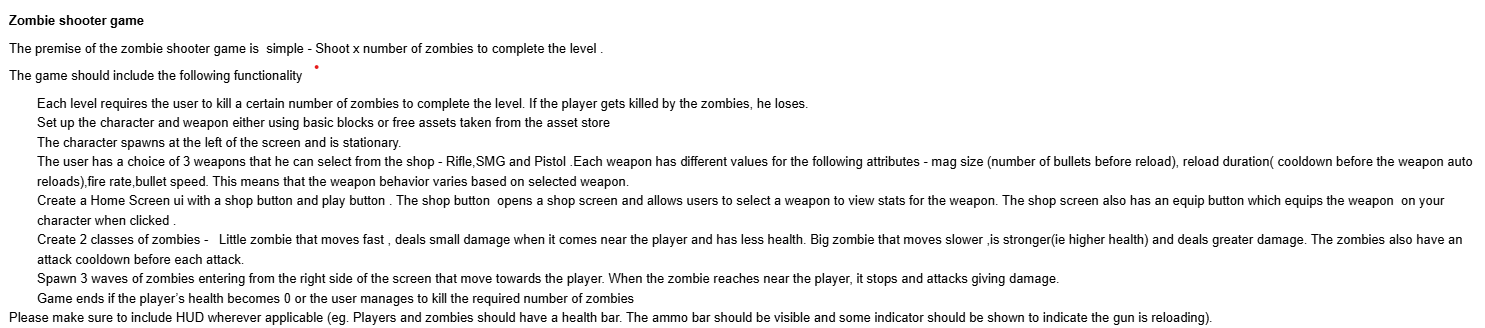 Zombie shooter game
The premise of the zombie shooter game is  simple - Shoot x number of zombies to complete the level .
The game should include the following functionality
Each level requires the user to kill a certain number of zombies to complete the level. If the player gets killed by the zombies, he loses.
Set up the character and weapon either using basic blocks or free assets taken from the asset store
The character spawns at the left of the screen and is stationary.
The user has a choice of 3 weapons that he can select from the shop - Rifle,SMG and Pistol .Each weapon has different values for the following attributes - mag size (number of bullets before reload), reload duration( cooldown before the weapon auto
reloads),fire rate,bullet speed. This means that the weapon behavior varies based on selected weapon.
Create a Home Screen ui with a shop button and play button . The shop button  opens a shop screen and allows users to select a weapon to view stats for the weapon. The shop screen also has an equip button which equips the weapon  on your
character when clicked .
Create 2 classes of zombies -   Little zombie that moves fast , deals small damage when it comes near the player and has less health. Big zombie that moves slower ,is stronger(ie higher health) and deals greater damage. The zombies also have an
attack cooldown before each attack.
Spawn 3 waves of zombies entering from the right side of the screen that move towards the player. When the zombie reaches near the player, it stops and attacks giving damage.
Game ends if the player's health becomes 0 or the user manages to kill the required number of zombies
Please make sure to include HUD wherever applicable (eg. Players and zombies should have a health bar. The ammo bar should be visible and some indicator should be shown to indicate the gun is reloading).